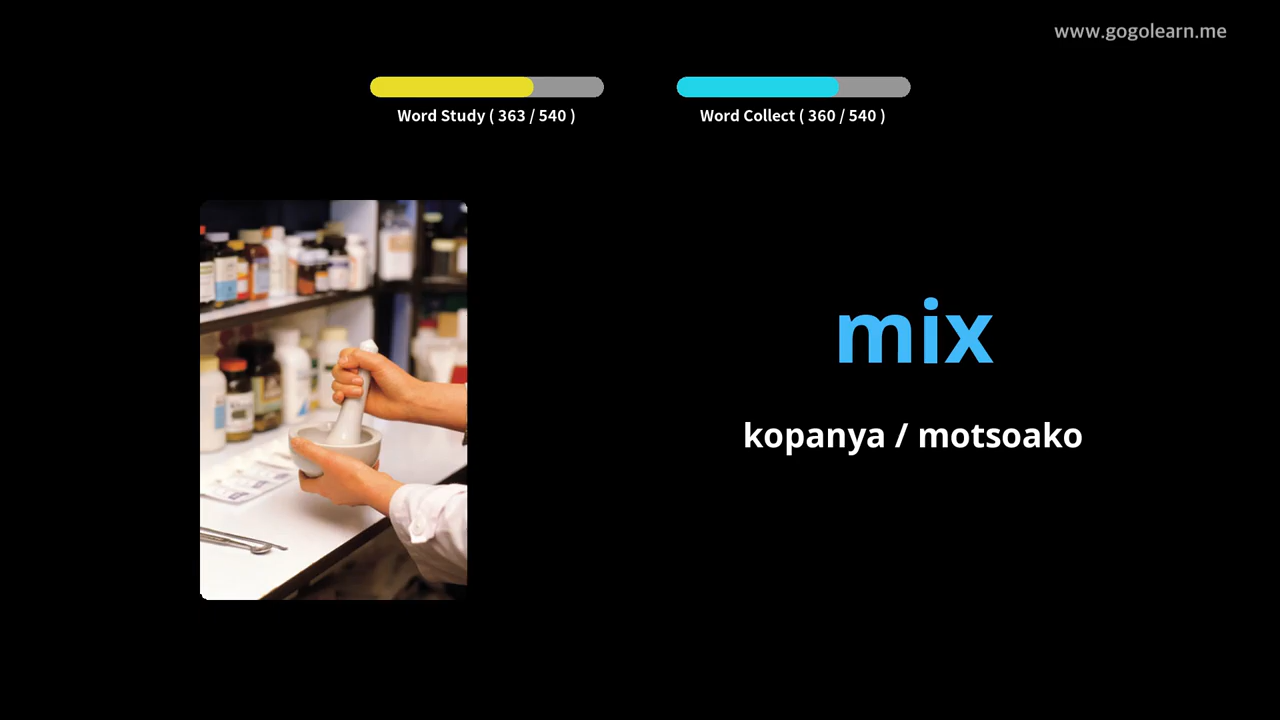 www.gogolearn.me
Word Study ( 363 / 540 )
Word Collect ( 360 / 540 )
mix
kopanya / motsoako